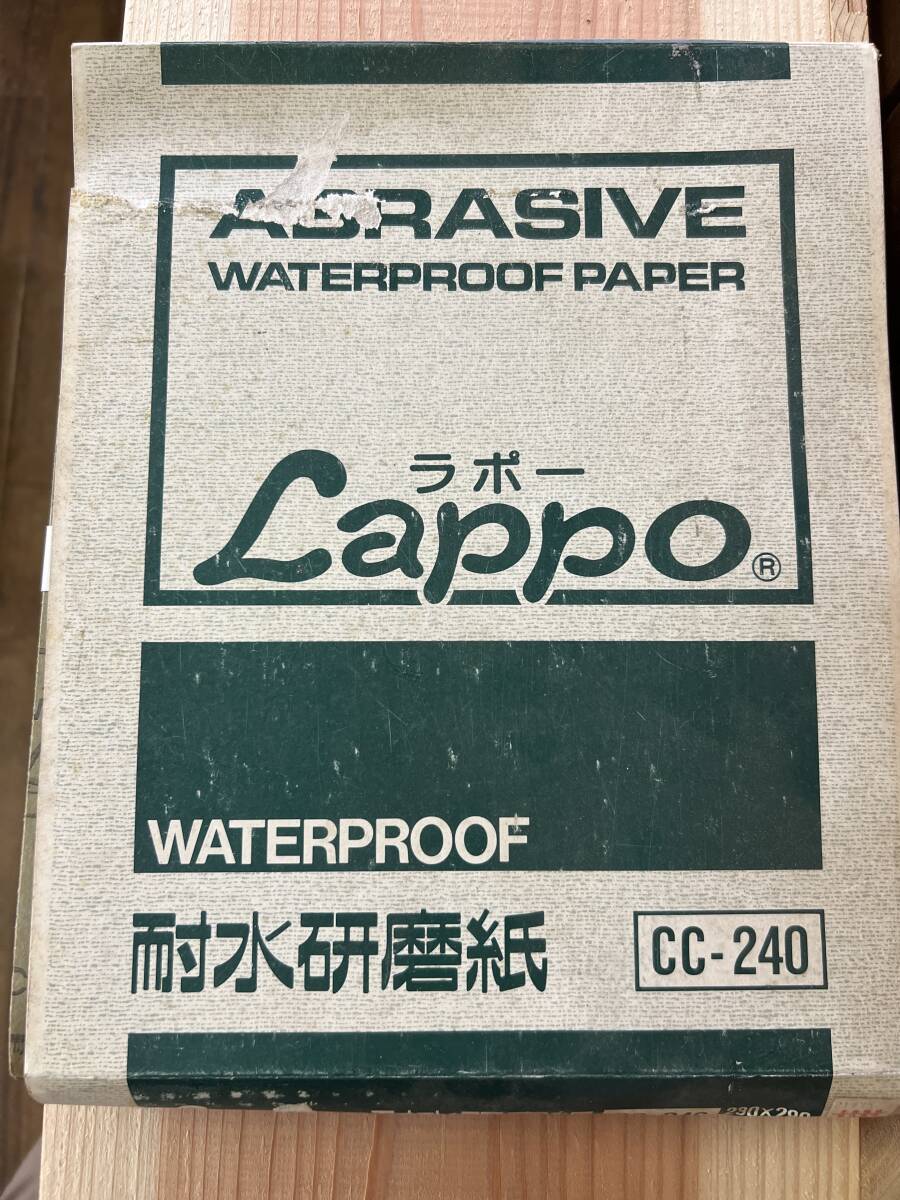 ABRASIVE
WATERPROOF PAPER
ラポー
Lappo®
WATERPROOF
耐水研磨紙
CC-240